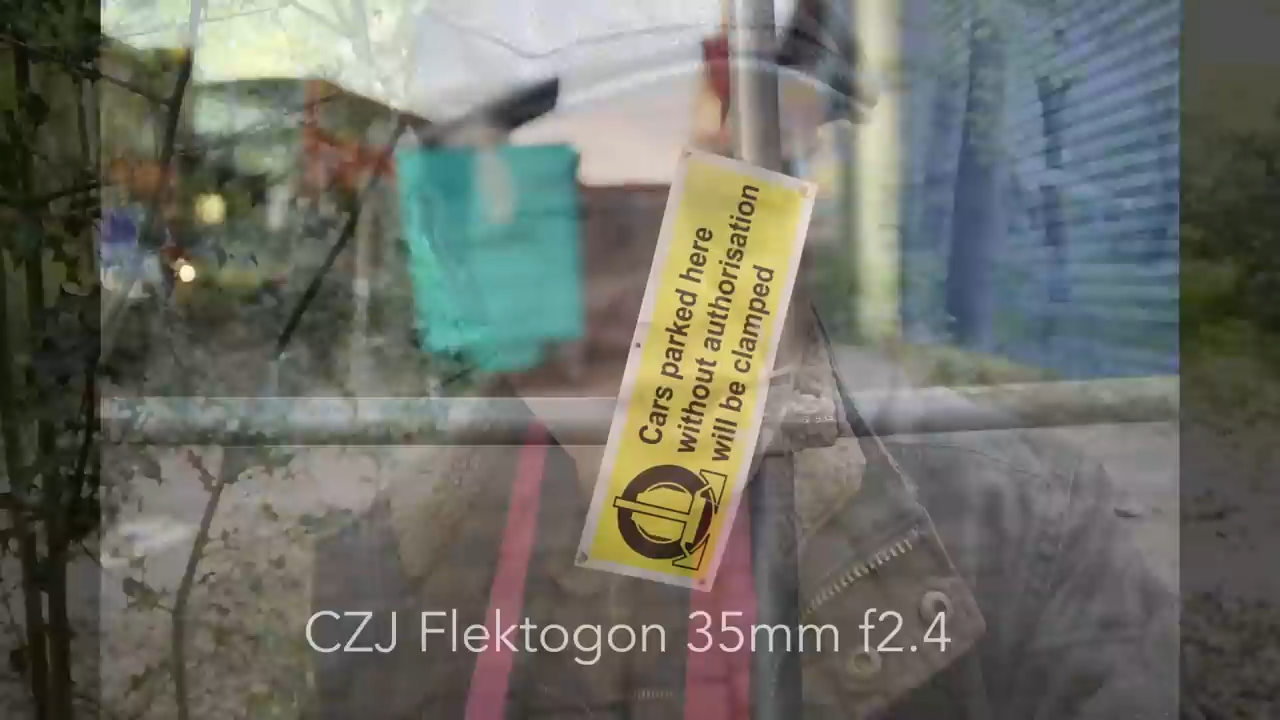 Cars parked here
without authorisation
will be clamped
CZJ Flektogon 35mm f2.4